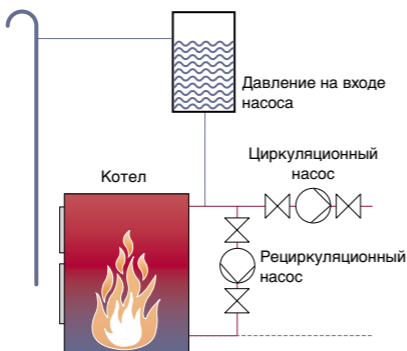 Давление на входе
насоса
Циркуляционный
насос
Котел
Рециркуляционный
насос